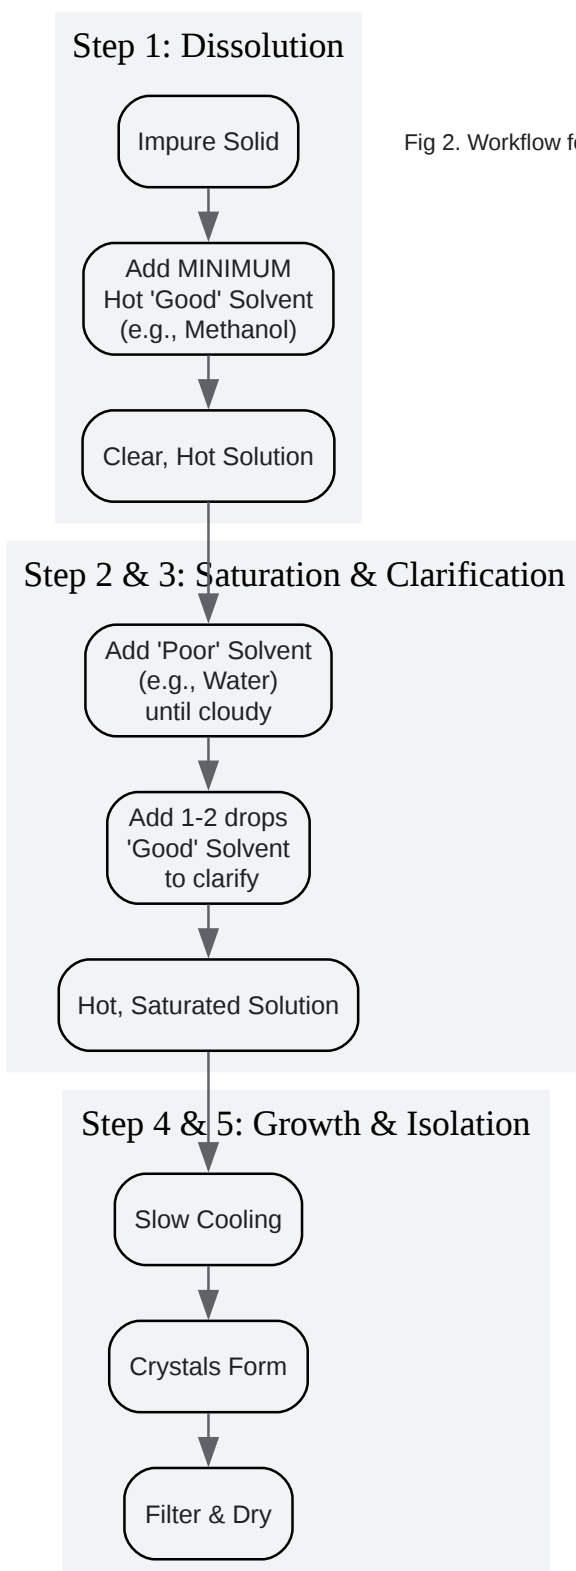 Step 1: Dissolution
Impure Solid
Fig 2. Workflow
Add MINIMUM
Hot 'Good' Solvent
(e.g., Methanol)
Clear, Hot Solution
Step 2 & 3: Saturation & Clarification
Add 'Poor' Solvent
(e.g., Water)
until cloudy
Add 1-2 drops
'Good' Solvent
to clarify
Hot, Saturated Solution
Step 4 & 5: Growth & Isolation
Slow Cooling
Crystals Form
Filter & Dry